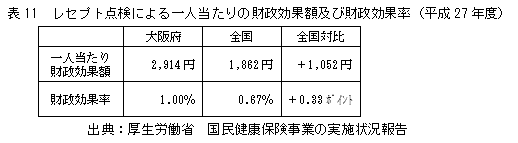 表 11 レセプト点検による一人当たりの財政効果額及び財政効果率（平成 27 年度）
大阪府 全国 全国対比
一人当たり
財政効果額 2,914円 1,862円 +1,052円
財政効果率 1.00% 0.67% +0.33 ﾎﾟｲﾝﾄ
出典：厚生労働省 国民健康保険事業の実施状況報告